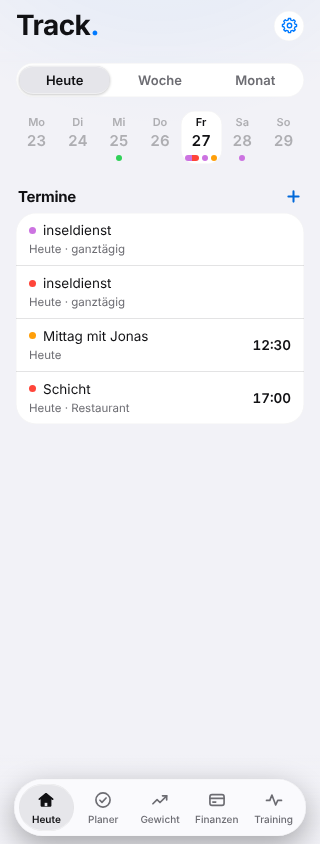 Track.
Heute Woche Monat
Mo Di Mi Do Fr Sa So
23 24 25 26 27 28 29
Termine +
inseldienst
Heute · ganztägig
inseldienst
Heute · ganztägig
Mittag mit Jonas
Heute
12:30
Schicht
Heute · Restaurant
17:00
Heute Planer Gewicht Finanzen Training